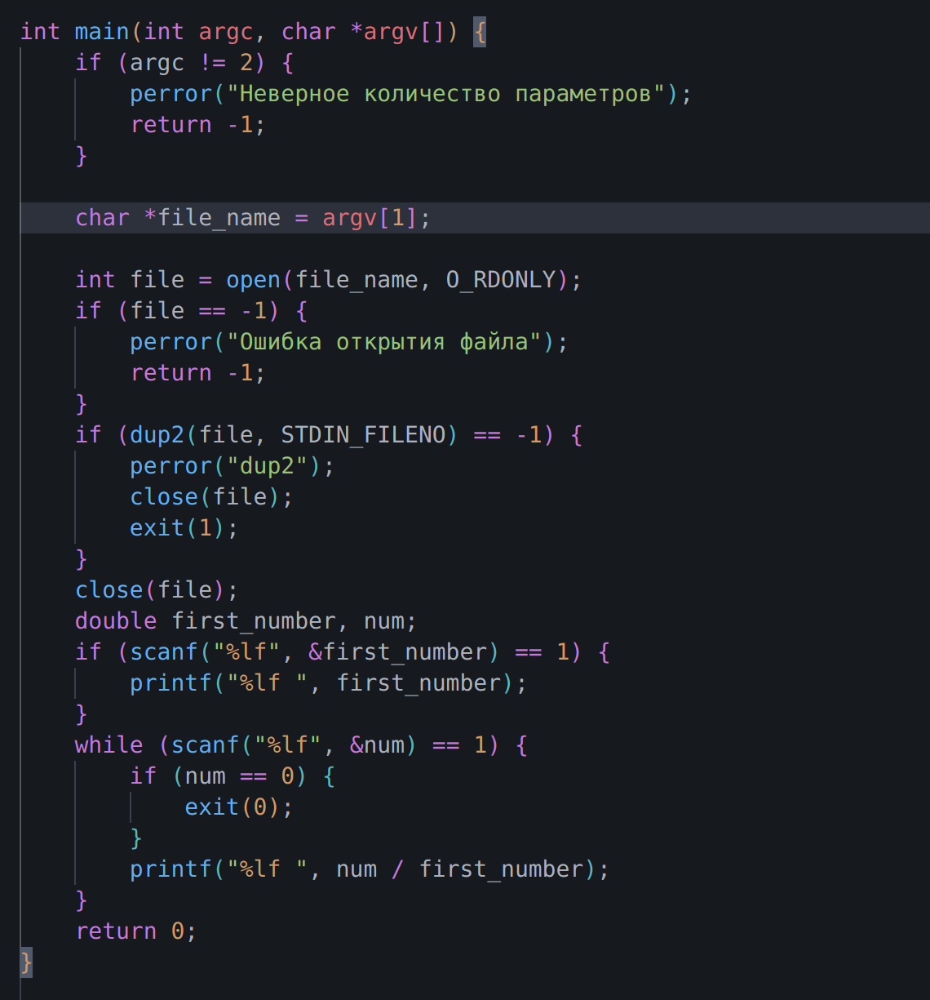 int main(int argc, char *argv[]) {
if (argc != 2) {
perror("Неверное количество параметров");
return -1;
}
char *file_name = argv[1];
int file = open(file_name, O_RDONLY);
if (file == -1) {
perror("Ошибка открытия файла");
return -1;
}
if (dup2(file, STDIN_FILENO) == -1) {
perror("dup2");
close(file);
exit(1);
}
close(file);
double first_number, num;
if (scanf("%lf", &first_number) == 1) {
printf("%lf ", first_number);
}
while (scanf("%lf", &num) == 1) {
if (num == 0) {
exit(0);
}
printf("%lf ", num / first_number);
}
return 0;
}